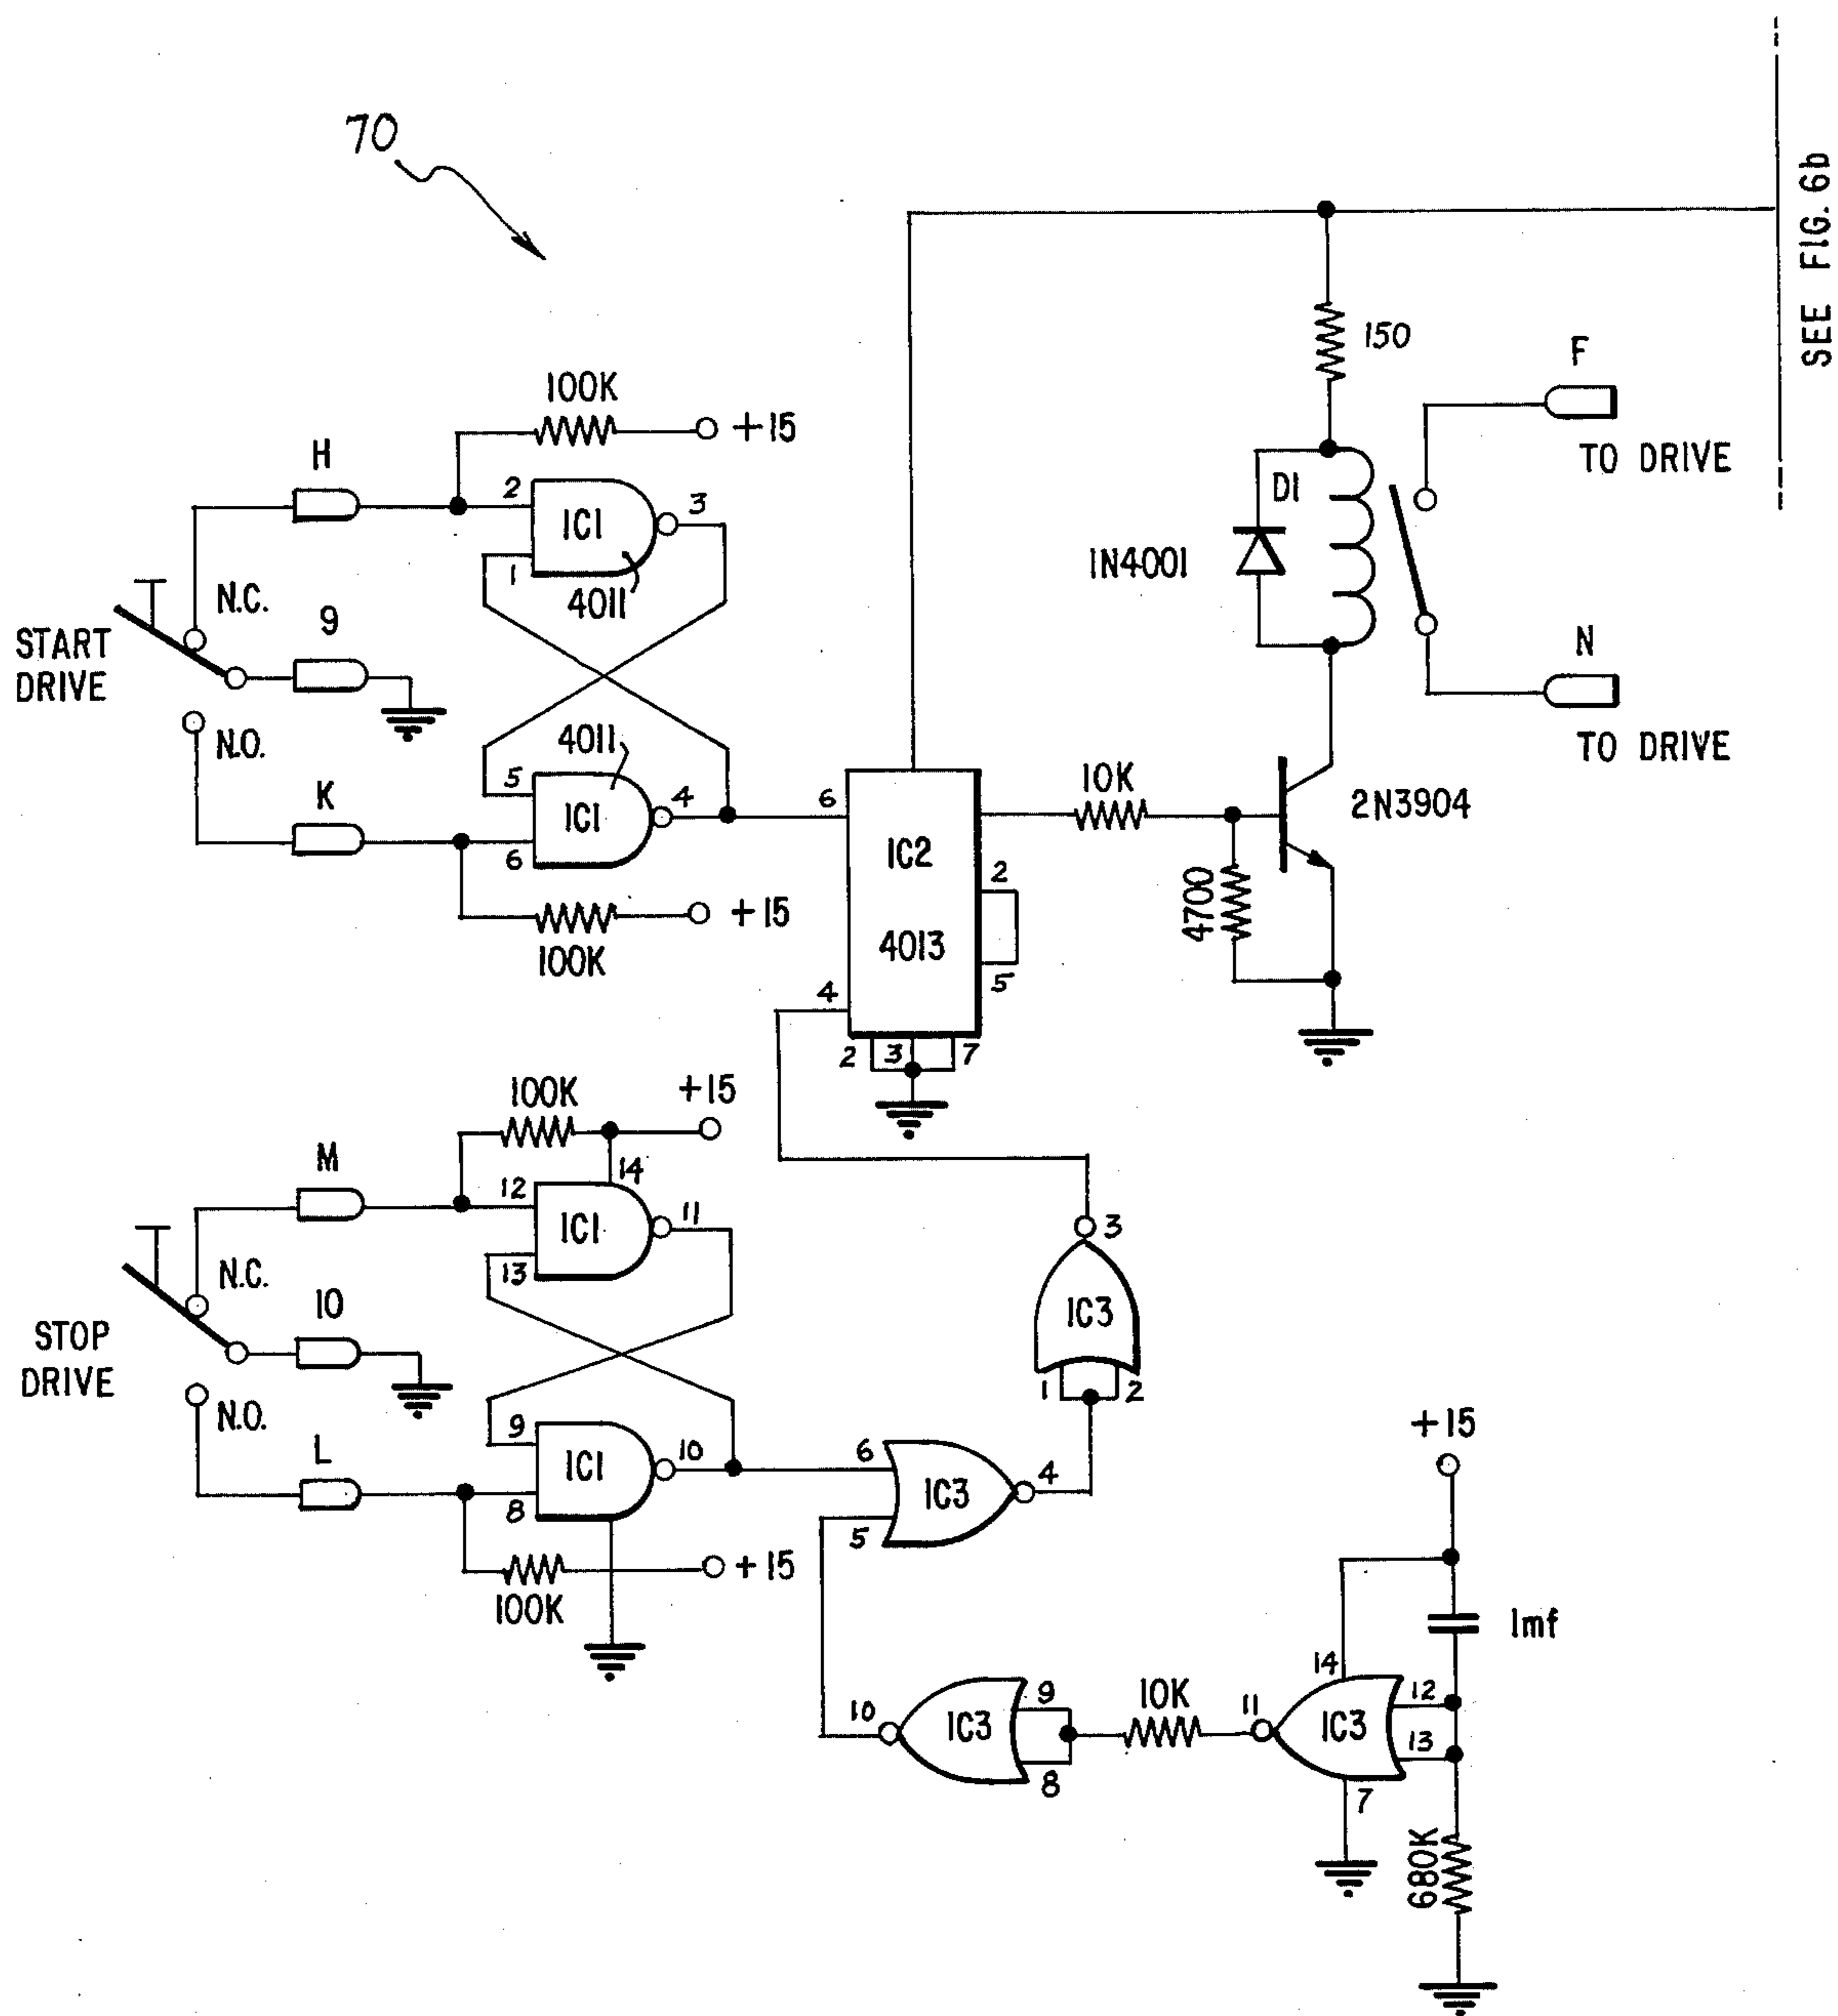 70
SEE FIG. 6b
150
F
TO DRIVE
100K
+15
H
2
3
IC1
1
4011
D1
1N4001
N.C.
9
START
DRIVE
N
TO DRIVE
N.O.
4011
5
K
IC1
4
6
6
10K
2N3904
IC2
2
4700
+15
4013
100K
5
4
2
3
7
100K
+15
M
14
12
IC1
11
3
13
N.C.
10
IC3
STOP
DRIVE
1
2
N.O.
9
+15
L
IC1
10
6
IC3
4
8
5
+15
100K
1mf
14
9
10K
11
12
10
IC3
IC3
13
8
7
680K